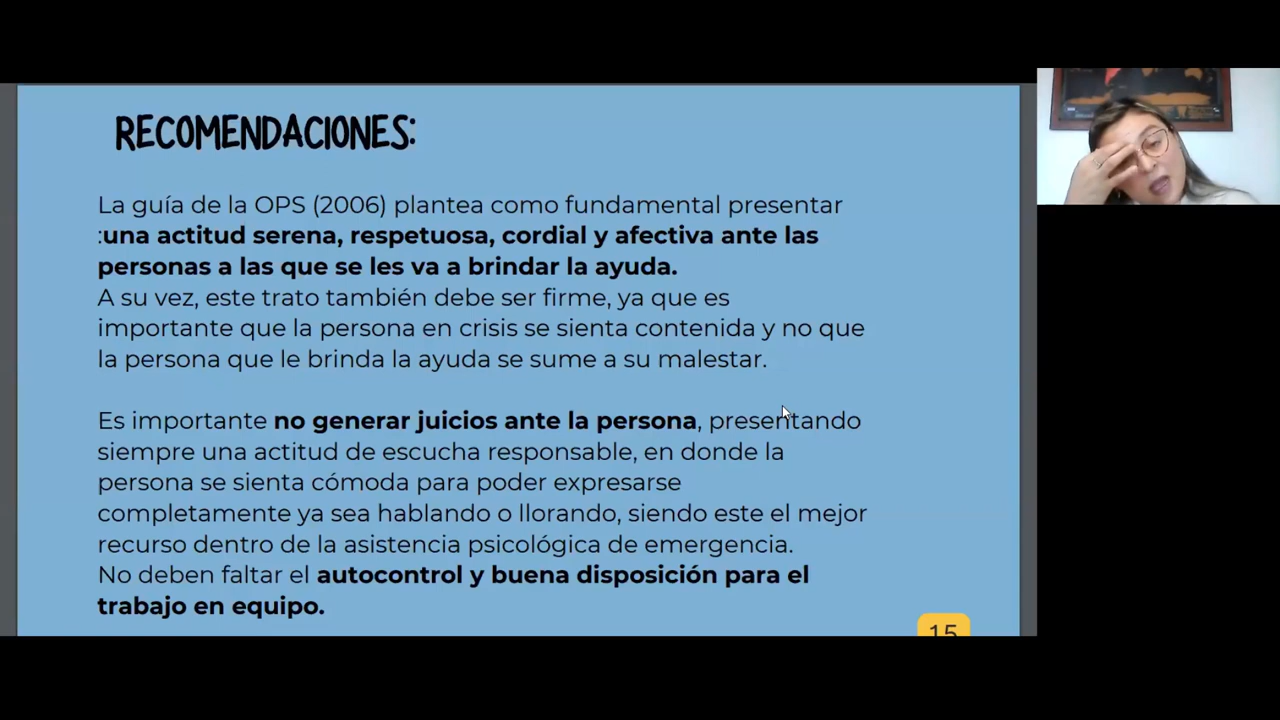 RECOMENDACIONES:
La guía de la OPS (2006) plantea como fundamental presentar
:una actitud serena, respetuosa, cordial y afectiva ante las
personas a las que se les va a brindar la ayuda.
A su vez, este trato también debe ser firme, ya que es
importante que la persona en crisis se sienta contenida y no que
la persona que le brinda la ayuda se sume a su malestar.
Es importante no generar juicios ante la persona, presentando
siempre una actitud de escucha responsable, en donde la
persona se sienta cómoda para poder expresarse
completamente ya sea hablando o llorando, siendo este el mejor
recurso dentro de la asistencia psicológica de emergencia.
No deben faltar el autocontrol y buena disposición para el
trabajo en equipo.
15